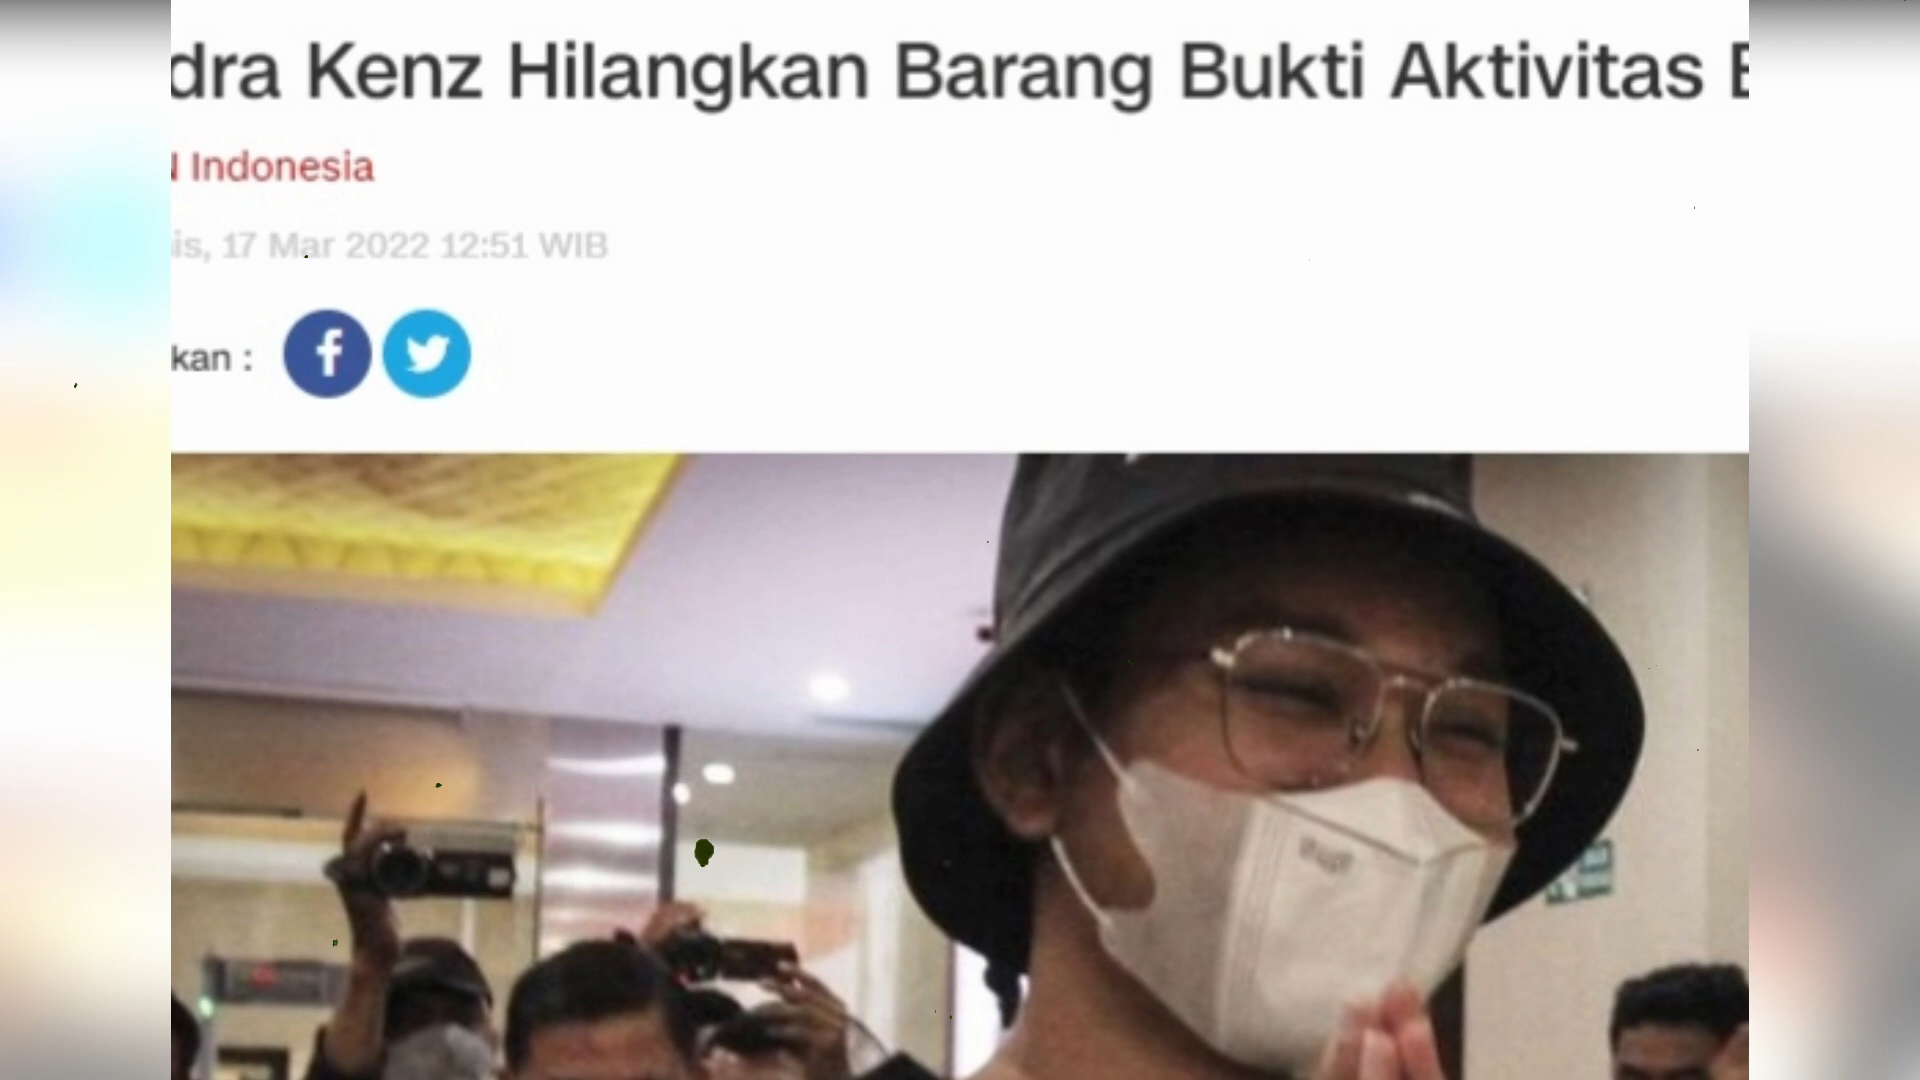 dra Kenz Hilangkan Barang Bukti Aktivitas
Indonesia
is, 17 Mar 2022 12:51 WIB
kan :